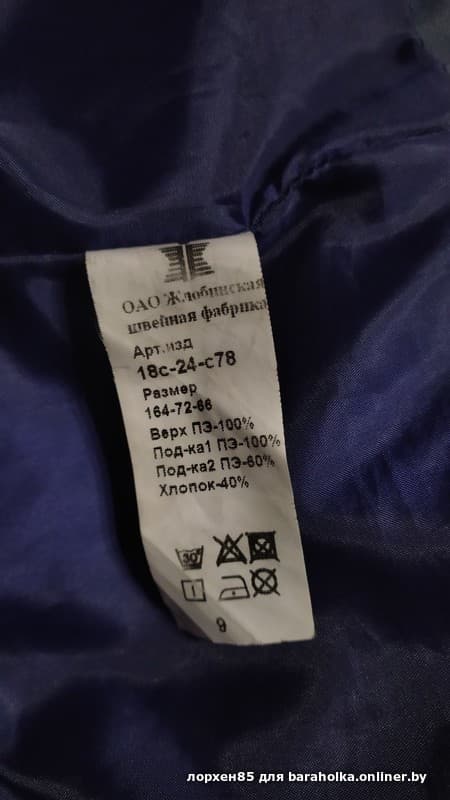 ОАО Жлобинская
швейная фабрика
Арт.изд
18с-24-с78
Размер
164-72-66
Верх ПЭ-100%
Под-ка1 ПЭ-100%
Под-ка2 ПЭ-60%
Хлопок-40%
30°
9
лорхен85 для baraholka.onliner.by